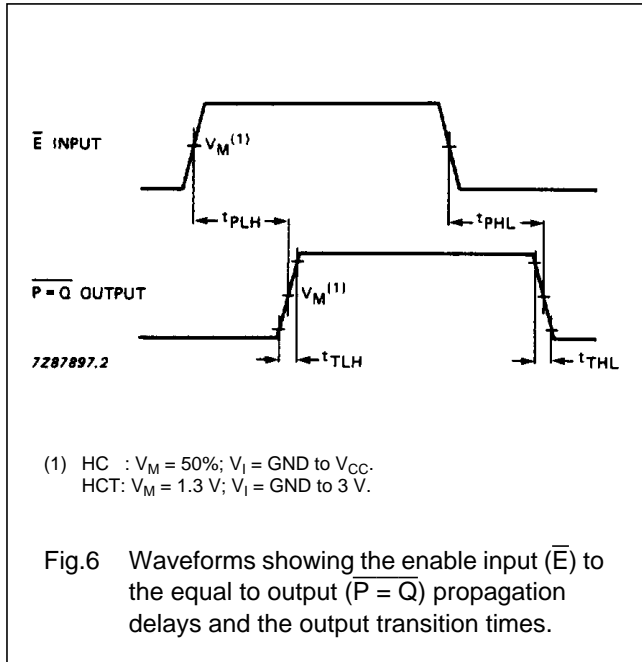 E̅ INPUT
V_M(1)
t_PLH
t_PHL
P̅ ̅=̅ ̅Q̅ OUTPUT
V_M(1)
7Z87897.2
t_TLH
t_THL
(1) HC : V_M = 50%; V_I = GND to V_CC.
HCT: V_M = 1.3 V; V_I = GND to 3 V.
Fig.6 Waveforms showing the enable input (E̅) to
the equal to output (P̅ ̅=̅ ̅Q̅) propagation
delays and the output transition times.